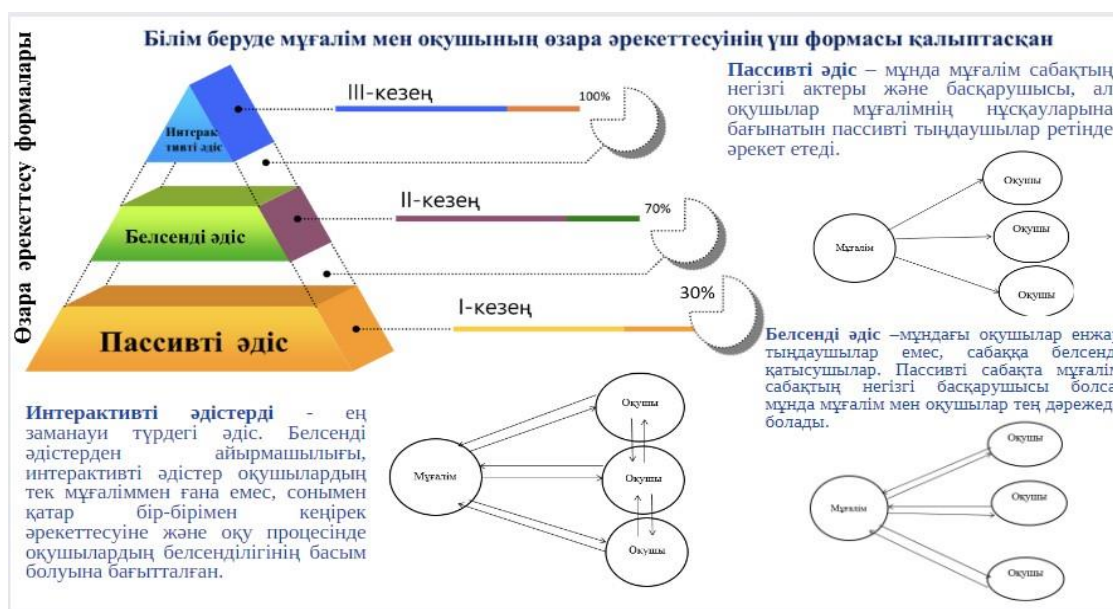 Білім беруде мұғалім мен оқушының өзара әрекеттесуінің үш формасы қалыптасқан
Өзара әрекеттесу формалары
III-кезең
100%
Интерак
тивті әдіс
II-кезең
70%
Белсенді әдіс
I-кезең
30%
Пассивті әдіс
Пассивті әдіс – мұнда мұғалім сабақтың
негізгі актеры және басқарушысы, ал
оқушылар мұғалімнің нұсқауларына
бағынатын пассивті тыңдаушылар ретінде
әрекет етеді.
Оқушы
Оқушы
Мұғалім
Оқушы
Белсенді әдіс –мұндағы оқушылар енжар
тыңдаушылар емес, сабаққа белсенд
қатысушылар. Пассивті сабақта мұғалім
сабақтың негізгі басқарушысы болса,
мұнда мұғалім мен оқушылар тең дәрежед
болады.
Оқушы
Оқушы
Мұғалім
Оқушы
Интерактивті әдістерді - ең
заманауи түрдегі әдіс. Белсенді
әдістерден айырмашылығы,
интерактивті әдістер оқушылардың
тек мұғаліммен ғана емес, сонымен
қатар бір-бірімен кеңірек
әрекеттесуіне және оқу процесінде
оқушылардың белсенділігінің басым
болуына бағытталған.
Оқушы
Мұғалім
Оқушы
Оқушы